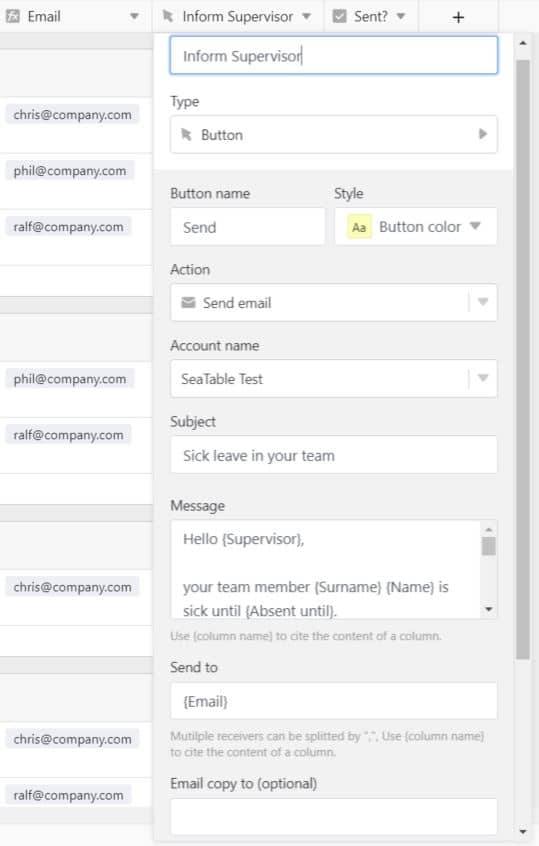 fx Email
Inform Supervisor
Sent?
+
Inform Supervisor
Type
Button
Button name
Style
Send
Aa Button color
Action
Send email
Account name
SeaTable Test
Subject
Sick leave in your team
Message
Hello {Supervisor},
your team member {Surname} {Name} is
sick until {Absent until}.
Use {column name} to cite the content of a column.
Send to
{Email}
Mutilple receivers can be splitted by ",", Use {column name}
to cite the content of a column.
Email copy to (optional)
chris@company.com
phil@company.com
ralf@company.com
phil@company.com
ralf@company.com
chris@company.com
chris@company.com
ralf@company.com